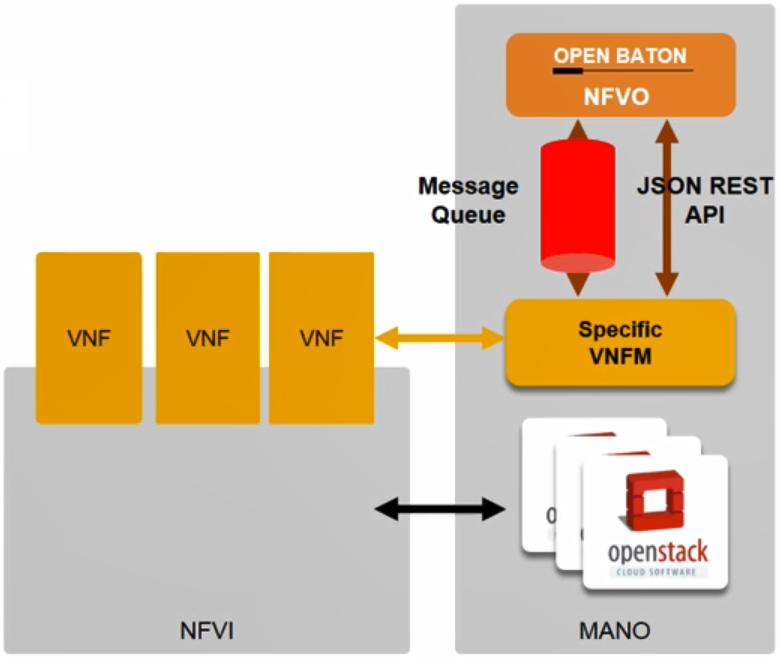 OPEN BATON
NFVO
Message
Queue
JSON REST
API
VNF
VNF
VNF
Specific
VNFM
openstack
CLOUD SOFTWARE
NFVI
MANO